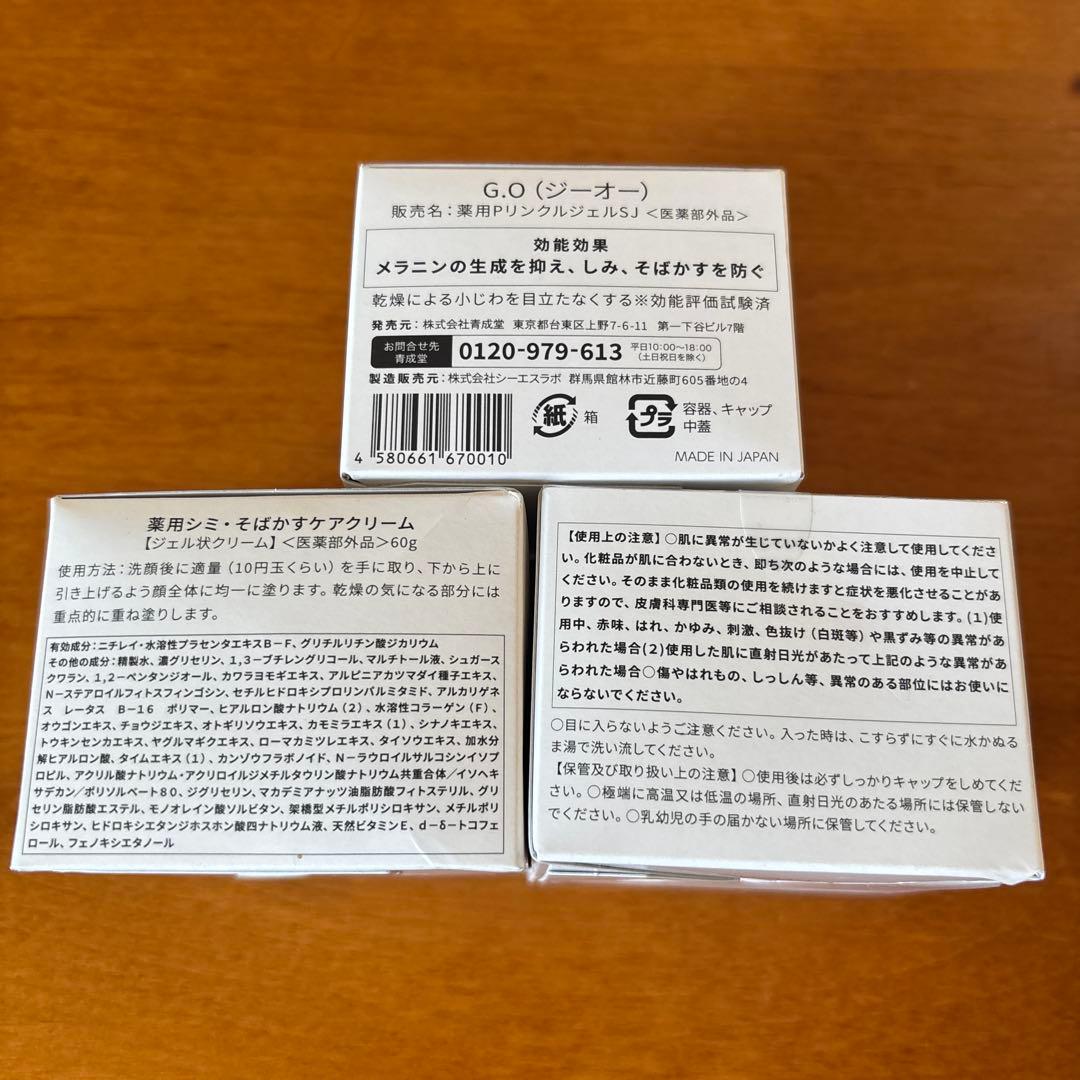 G.O（ジーオー）
販売名：薬用PリンクルジェルSJ ＜医薬部外品＞
効能効果
メラニンの生成を抑え、しみ、そばかすを防ぐ
乾燥による小じわを目立たなくする※効能評価試験済
発売元：株式会社青成堂 東京都台東区上野7-6-11 第一下谷ビル7階
お問合せ先
青成堂
0120-979-613
平日10:00～18:00
（土日祝日を除く）
製造販売元：株式会社シーエスラボ 群馬県館林市近藤町605番地の4
紙 箱
プラ 容器、キャップ
中蓋
4 580661 670010
MADE IN JAPAN
薬用シミ・そばかすケアクリーム
【ジェル状クリーム】＜医薬部外品＞60g
使用方法：洗顔後に適量（10円玉くらい）を手に取り、下から上に
引き上げるよう顔全体に均一に塗ります。乾燥の気になる部分には
重点的に重ね塗りします。
有効成分：ニチレイ・水溶性プラセンタエキスB－F、グリチルリチン酸ジカリウム
その他の成分：精製水、濃グリセリン、1,3－ブチレングリコール、マルチトール液、シュガース
クワラン、1,2－ペンタンジオール、カワラヨモギエキス、アルピニアカツマダイ種子エキス、
N－ステアロイルフィトスフィンゴシン、セチルヒドロキシプロリンパルミタミド、アルカリゲネ
ス レータス B－16 ポリマー、ヒアルロン酸ナトリウム（2）、水溶性コラーゲン（F）、
オウゴンエキス、チョウジエキス、オトギリソウエキス、カモミラエキス（1）、シナノキエキス、
トウキンセンカエキス、ヤグルマギクエキス、ローマカミツレエキス、タイソウエキス、加水分
解ヒアルロン酸、タイムエキス（1）、カンゾウフラボノイド、N－ラウロイルサルコシンイソプ
ロピル、アクリル酸ナトリウム・アクリロイルジメチルタウリン酸ナトリウム共重合体／イソヘキ
サデカン／ポリソルベート80、ジグリセリン、マカデミアナッツ油脂肪酸フィトステリル、グリ
セリン脂肪酸エステル、モノオレイン酸ソルビタン、架橋型メチルポリシロキサン、メチルポリ
シロキサン、ヒドロキシエタンジホスホン酸四ナトリウム液、天然ビタミンE、d－δ－トコフェ
ロール、フェノキシエタノール
【使用上の注意】○肌に異常が生じていないかよく注意して使用してくださ
い。化粧品が肌に合わないとき、即ち次のような場合には、使用を中止して
ください。そのまま化粧品類の使用を続けますと症状を悪化させることがあ
りますので、皮膚科専門医等にご相談されることをおすすめします。(1)使
用中、赤味、はれ、かゆみ、刺激、色抜け（白斑等）や黒ずみ等の異常があ
らわれた場合(2)使用した肌に直射日光があたって上記のような異常があ
らわれた場合○傷やはれもの、しっしん等、異常のある部位にはお使いに
ならないでください。
○目に入らないようご注意ください。入った時は、こすらずにすぐに水かぬる
ま湯で洗い流してください。
【保管及び取り扱い上の注意】○使用後は必ずしっかりキャップをしめてくだ
さい。○極端に高温又は低温の場所、直射日光のあたる場所には保管しない
でください。○乳幼児の手の届かない場所に保管してください。